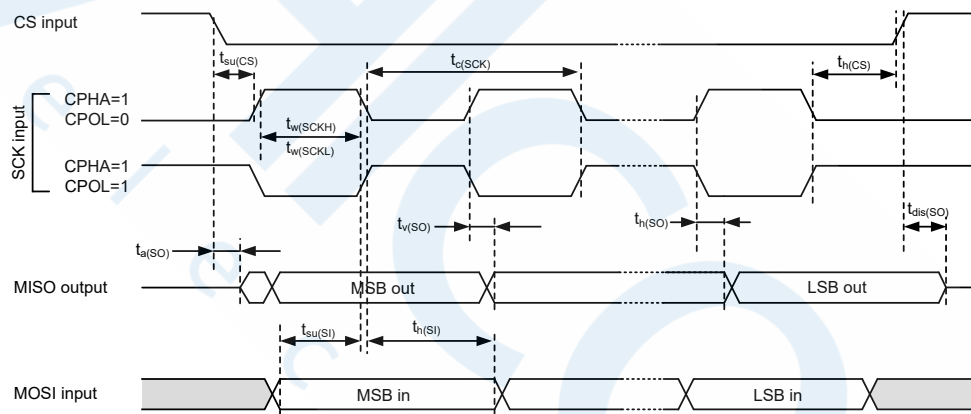 CS input
tsu(CS)
tc(SCK)
th(CS)
SCK input
CPHA=1
CPOL=0
tw(SCKH)
tw(SCKL)
CPHA=1
CPOL=1
ta(SO)
tv(SO)
th(SO)
tdis(SO)
MISO output
MSB out
LSB out
tsu(SI)
th(SI)
MOSI input
MSB in
LSB in